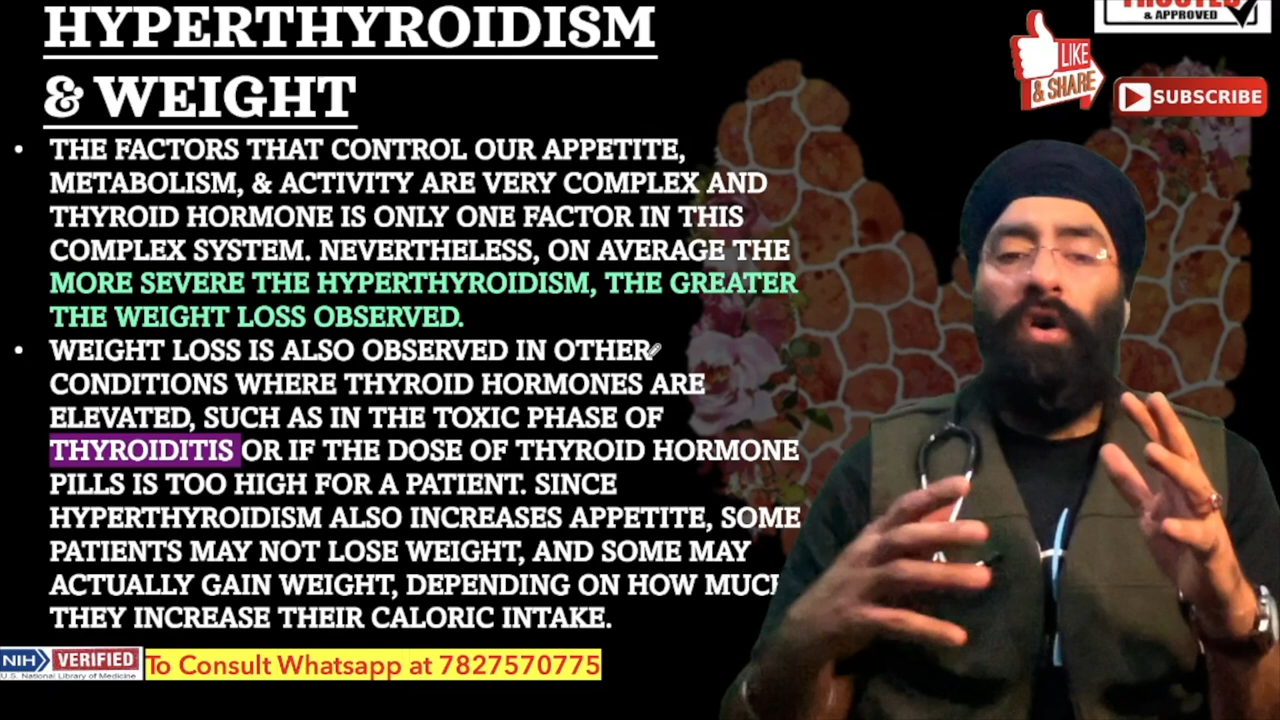 HYPERTHYROIDISM
& WEIGHT
• THE FACTORS THAT CONTROL OUR APPETITE,
METABOLISM, & ACTIVITY ARE VERY COMPLEX AND
THYROID HORMONE IS ONLY ONE FACTOR IN THIS
COMPLEX SYSTEM. NEVERTHELESS, ON AVERAGE THE
MORE SEVERE THE HYPERTHYROIDISM, THE GREATER
THE WEIGHT LOSS OBSERVED.
• WEIGHT LOSS IS ALSO OBSERVED IN OTHER
CONDITIONS WHERE THYROID HORMONES ARE
ELEVATED, SUCH AS IN THE TOXIC PHASE OF
THYROIDITIS OR IF THE DOSE OF THYROID HORMONE
PILLS IS TOO HIGH FOR A PATIENT. SINCE
HYPERTHYROIDISM ALSO INCREASES APPETITE, SOME
PATIENTS MAY NOT LOSE WEIGHT, AND SOME MAY
ACTUALLY GAIN WEIGHT, DEPENDING ON HOW MUCH
THEY INCREASE THEIR CALORIC INTAKE.
NIH VERIFIED
U.S. National Library of Medicine
To Consult Whatsapp at 7827570775
LIKE
& SHARE
& APPROVED
SUBSCRIBE